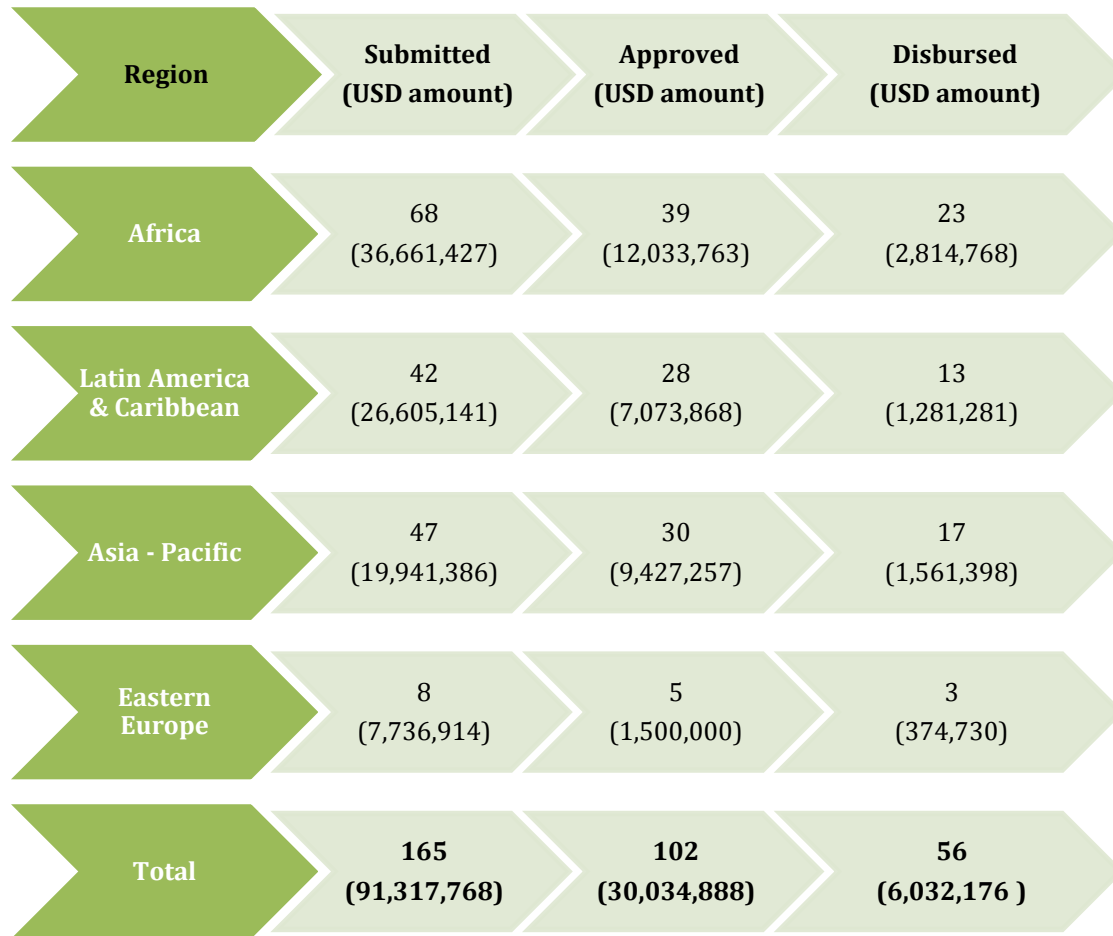 Region
Submitted
(USD amount)
Approved
(USD amount)
Disbursed
(USD amount)
Africa
68
(36,661,427)
39
(12,033,763)
23
(2,814,768)
Latin America
& Caribbean
42
(26,605,141)
28
(7,073,868)
13
(1,281,281)
Asia - Pacific
47
(19,941,386)
30
(9,427,257)
17
(1,561,398)
Eastern
Europe
8
(7,736,914)
5
(1,500,000)
3
(374,730)
Total
165
(91,317,768)
102
(30,034,888)
56
(6,032,176 )